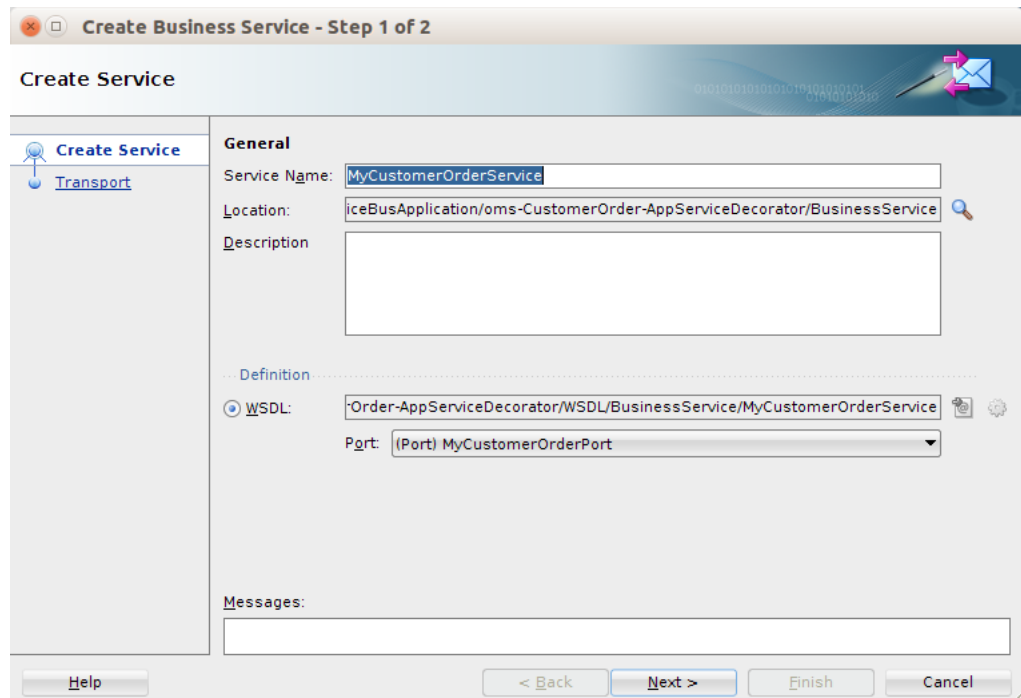 Create Business Service - Step 1 of 2
Create Service
0101010101010101010101010101
01010101010
Create Service
Transport
General
Service Name: MyCustomerOrderService
Location: iceBusApplication/oms-CustomerOrder-AppServiceDecorator/BusinessService
Description
Definition
WSDL: -Order-AppServiceDecorator/WSDL/BusinessService/MyCustomerOrderService
Port: (Port) MyCustomerOrderPort
Messages:
Help < Back Next > Finish Cancel